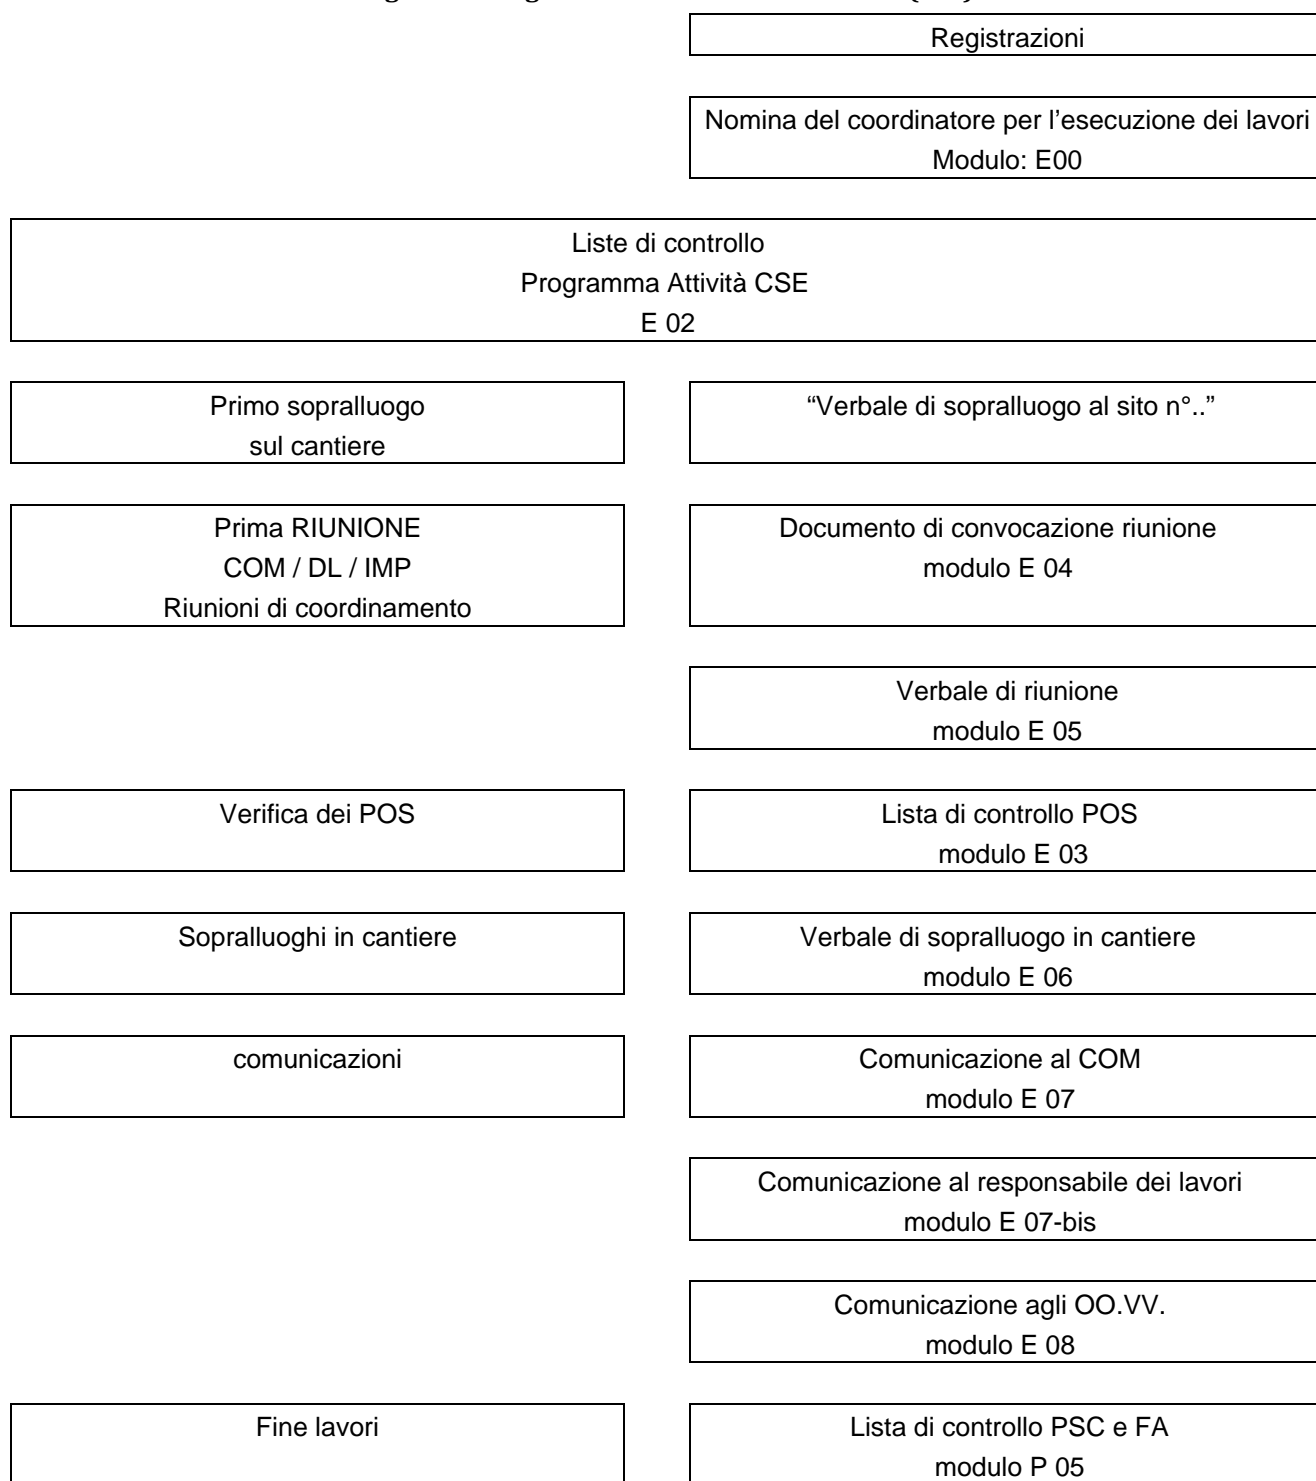 Registrazioni
Nomina del coordinatore per l’esecuzione dei lavori
Modulo: E00
Liste di controllo
Programma Attività CSE
E 02
Primo sopralluogo
sul cantiere
“Verbale di sopralluogo al sito n°..”
Prima RIUNIONE
COM / DL / IMP
Riunioni di coordinamento
Documento di convocazione riunione
modulo E 04
Verbale di riunione
modulo E 05
Verifica dei POS
Lista di controllo POS
modulo E 03
Sopralluoghi in cantiere
Verbale di sopralluogo in cantiere
modulo E 06
comunicazioni
Comunicazione al COM
modulo E 07
Comunicazione al responsabile dei lavori
modulo E 07-bis
Comunicazione agli OO.VV.
modulo E 08
Fine lavori
Lista di controllo PSC e FA
modulo P 05